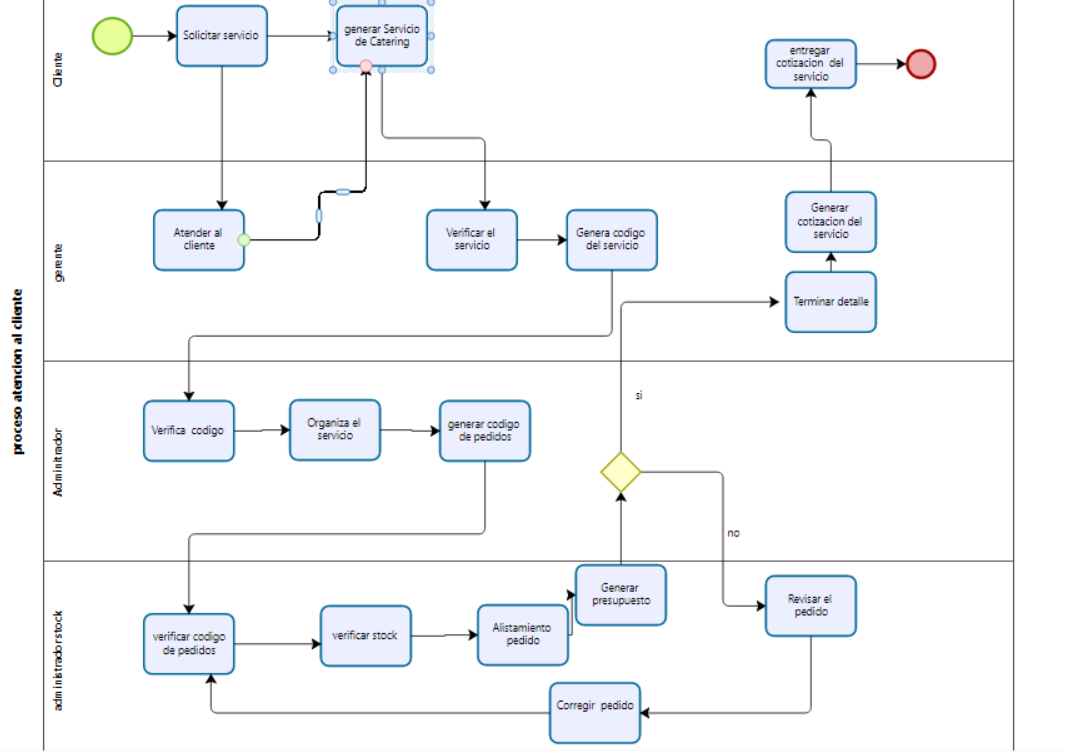 proceso atencion al cliente
Cliente
Solicitar servicio
generar Servicio
de Catering
entregar
cotizacion del
servicio
gerente
Atender al
cliente
Verificar el
servicio
Genera codigo
del servicio
Generar
cotizacion del
servicio
Terminar detalle
Adminitrador
Verifica codigo
Organiza el
servicio
generar codigo
de pedidos
si
no
administrador stock
verificar codigo
de pedidos
verificar stock
Alistamiento
pedido
Generar
presupuesto
Revisar el
pedido
Corregir pedido